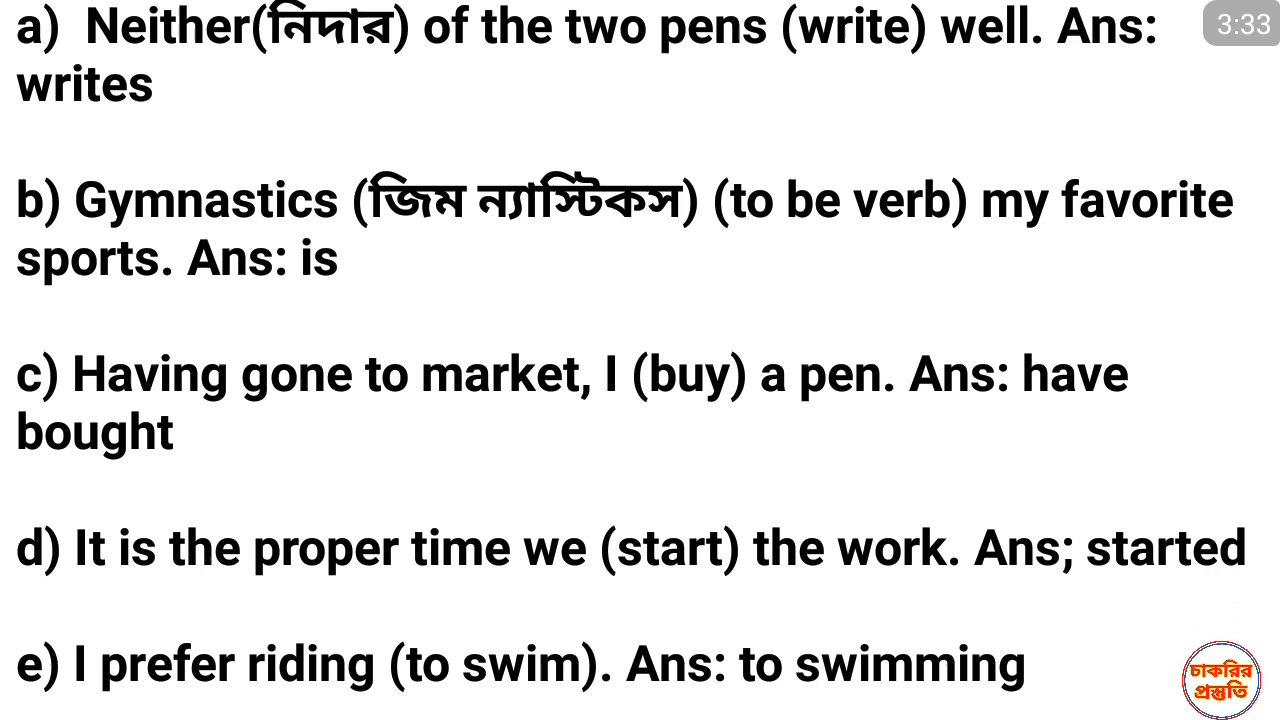 a)  Neither(নিদার) of the two pens (write) well. Ans:
writes
3:33
b) Gymnastics (জিম ন্যাস্টিকস) (to be verb) my favorite
sports. Ans: is
c) Having gone to market, I (buy) a pen. Ans: have
bought
d) It is the proper time we (start) the work. Ans; started
e) I prefer riding (to swim). Ans: to swimming
চাকরির
প্রস্তুতি